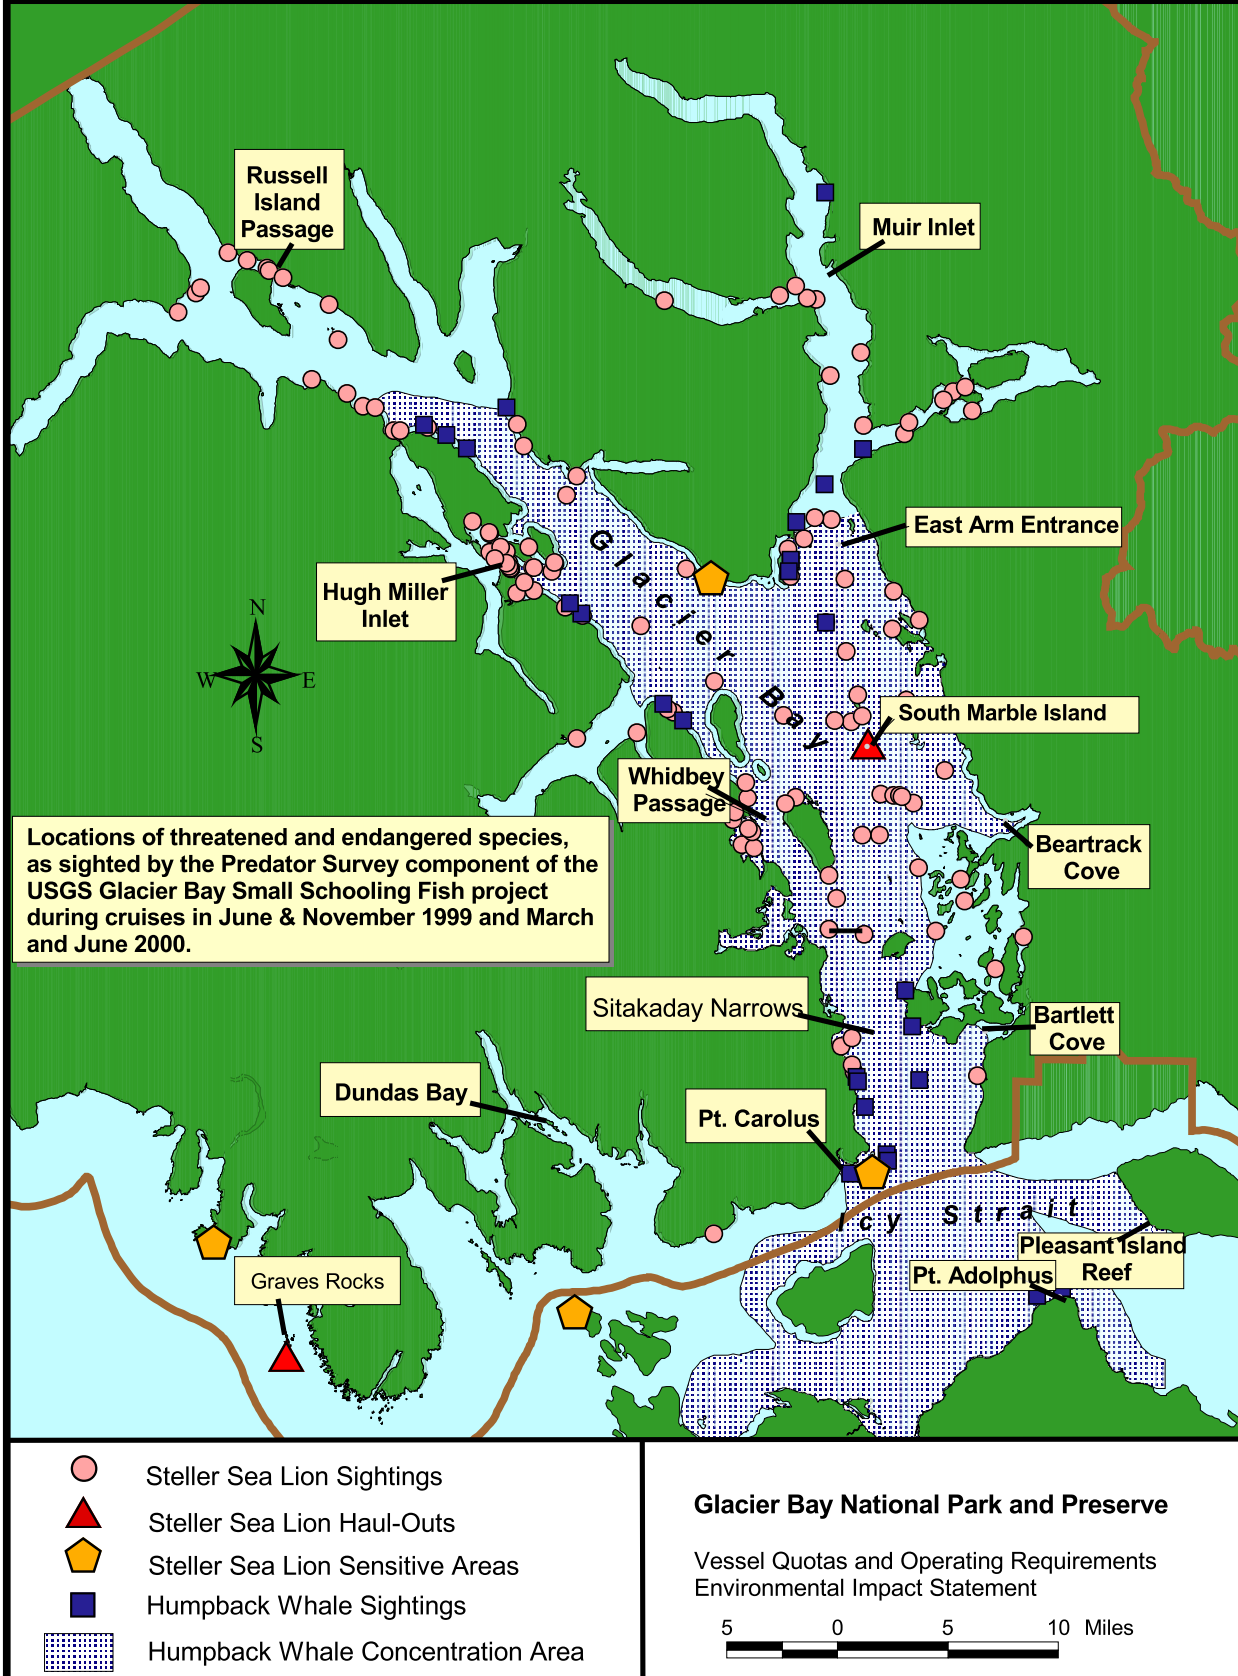 Russell
Island
Passage
Muir Inlet
East Arm Entrance
Hugh Miller
Inlet
Glacier Bay
N
W E
S
South Marble Island
Whidbey
Passage
Beartrack
Cove
Locations of threatened and endangered species,
as sighted by the Predator Survey component of the
USGS Glacier Bay Small Schooling Fish project
during cruises in June & November 1999 and March
and June 2000.
Sitakaday Narrows
Bartlett
Cove
Dundas Bay
Pt. Carolus
Icy Strait
Pleasant Island
Reef
Pt. Adolphus
Graves Rocks
Steller Sea Lion Sightings
Steller Sea Lion Haul-Outs
Steller Sea Lion Sensitive Areas
Humpback Whale Sightings
Humpback Whale Concentration Area
Glacier Bay National Park and Preserve
Vessel Quotas and Operating Requirements
Environmental Impact Statement
5 0 5 10 Miles